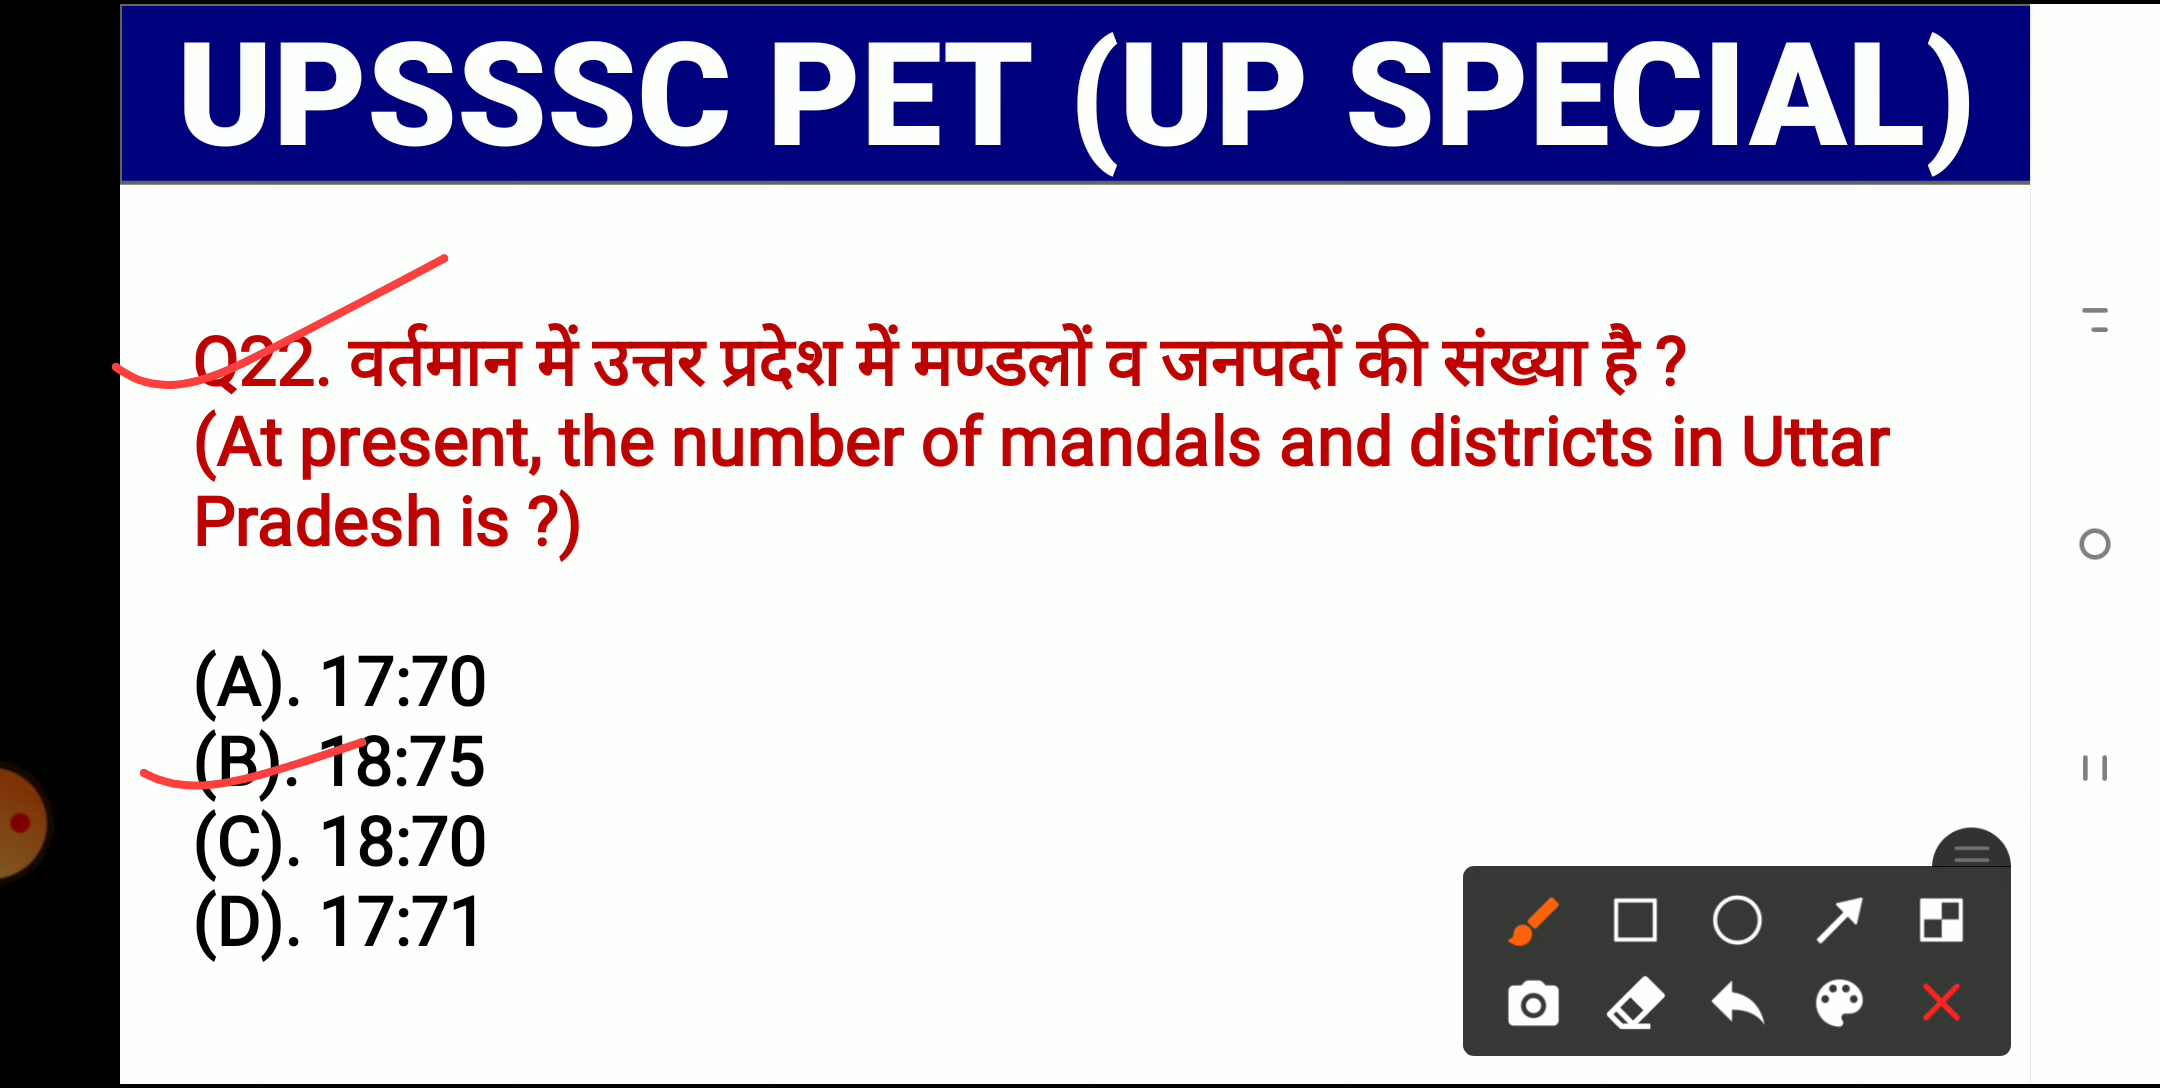 UPSSSC PET (UP SPECIAL)
Q22. वर्तमान में उत्तर प्रदेश में मण्डलों व जनपदों की संख्या है ?
(At present, the number of mandals and districts in Uttar
Pradesh is ?)
(A). 17:70
(B). 18:75
(C). 18:70
(D). 17:71